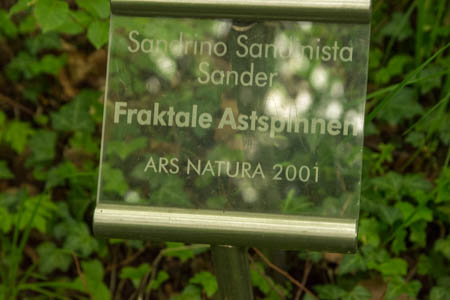 Sandrino Sandinista
Sander
Fraktale Astspinnen
ARS NATURA 2001